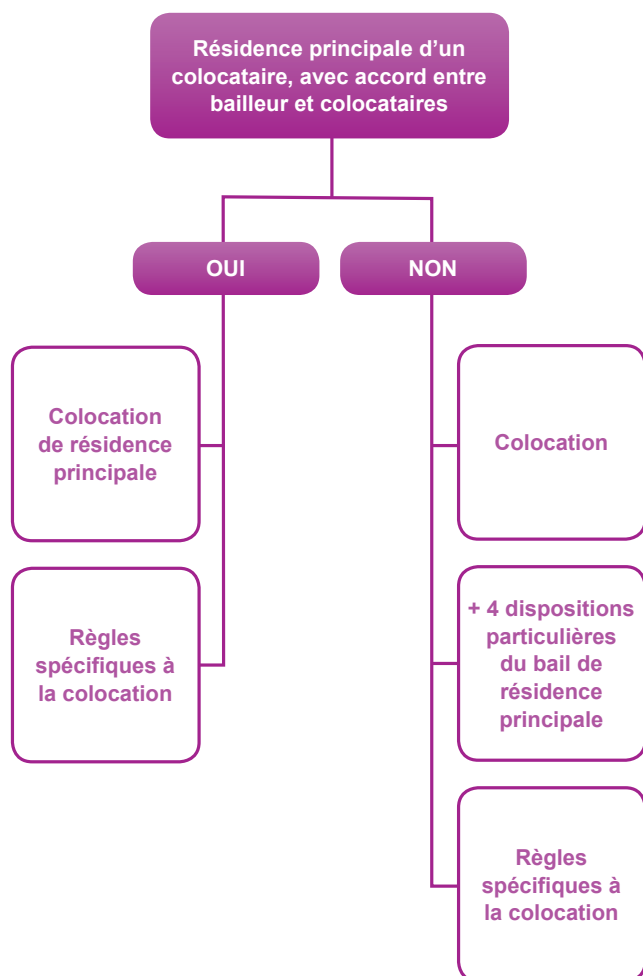 Résidence principale d’un
colocataire, avec accord entre
bailleur et colocataires
OUI
NON
Colocation
de résidence
principale
Règles
spécifiques à
la colocation
Colocation
+ 4 dispositions
particulières
du bail de
résidence
principale
Règles
spécifiques à
la colocation